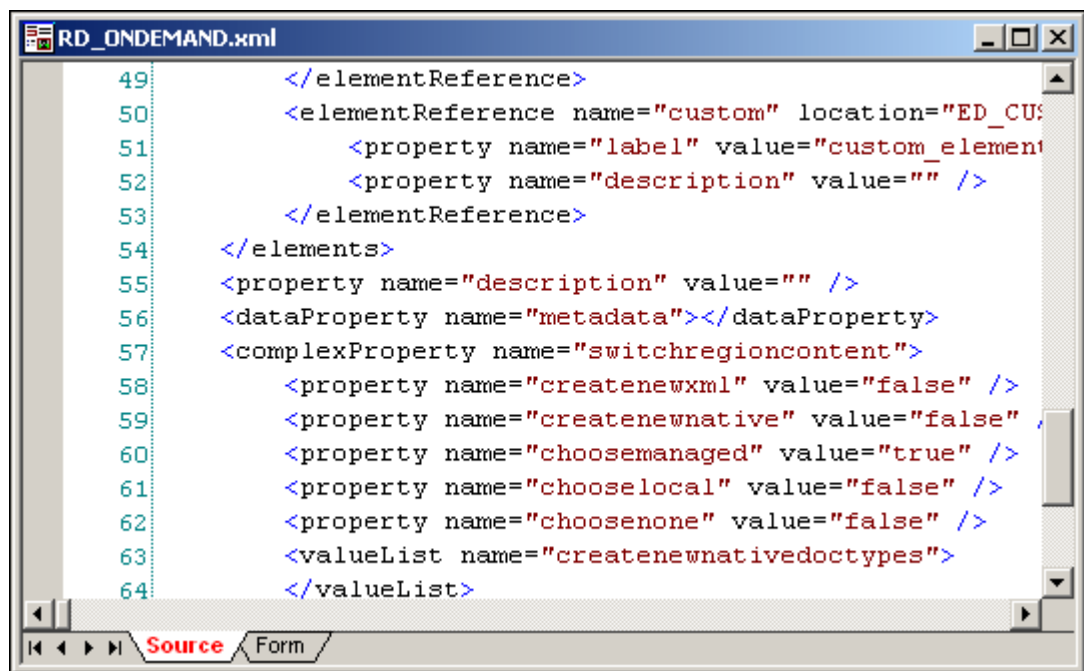 RD_ONDEMAND.xml
49 </elementReference>
50 <elementReference name="custom" location="ED_CUS
51 <property name="label" value="custom_element
52 <property name="description" value="" />
53 </elementReference>
54 </elements>
55 <property name="description" value="" />
56 <dataProperty name="metadata"></dataProperty>
57 <complexProperty name="switchregioncontent">
58 <property name="createnewxml" value="false" />
59 <property name="createnewnative" value="false" /
60 <property name="choosemanaged" value="true" />
61 <property name="chooselocal" value="false" />
62 <property name="choosenone" value="false" />
63 <valueList name="createnewnativedoctypes">
64 </valueList>
Source Form